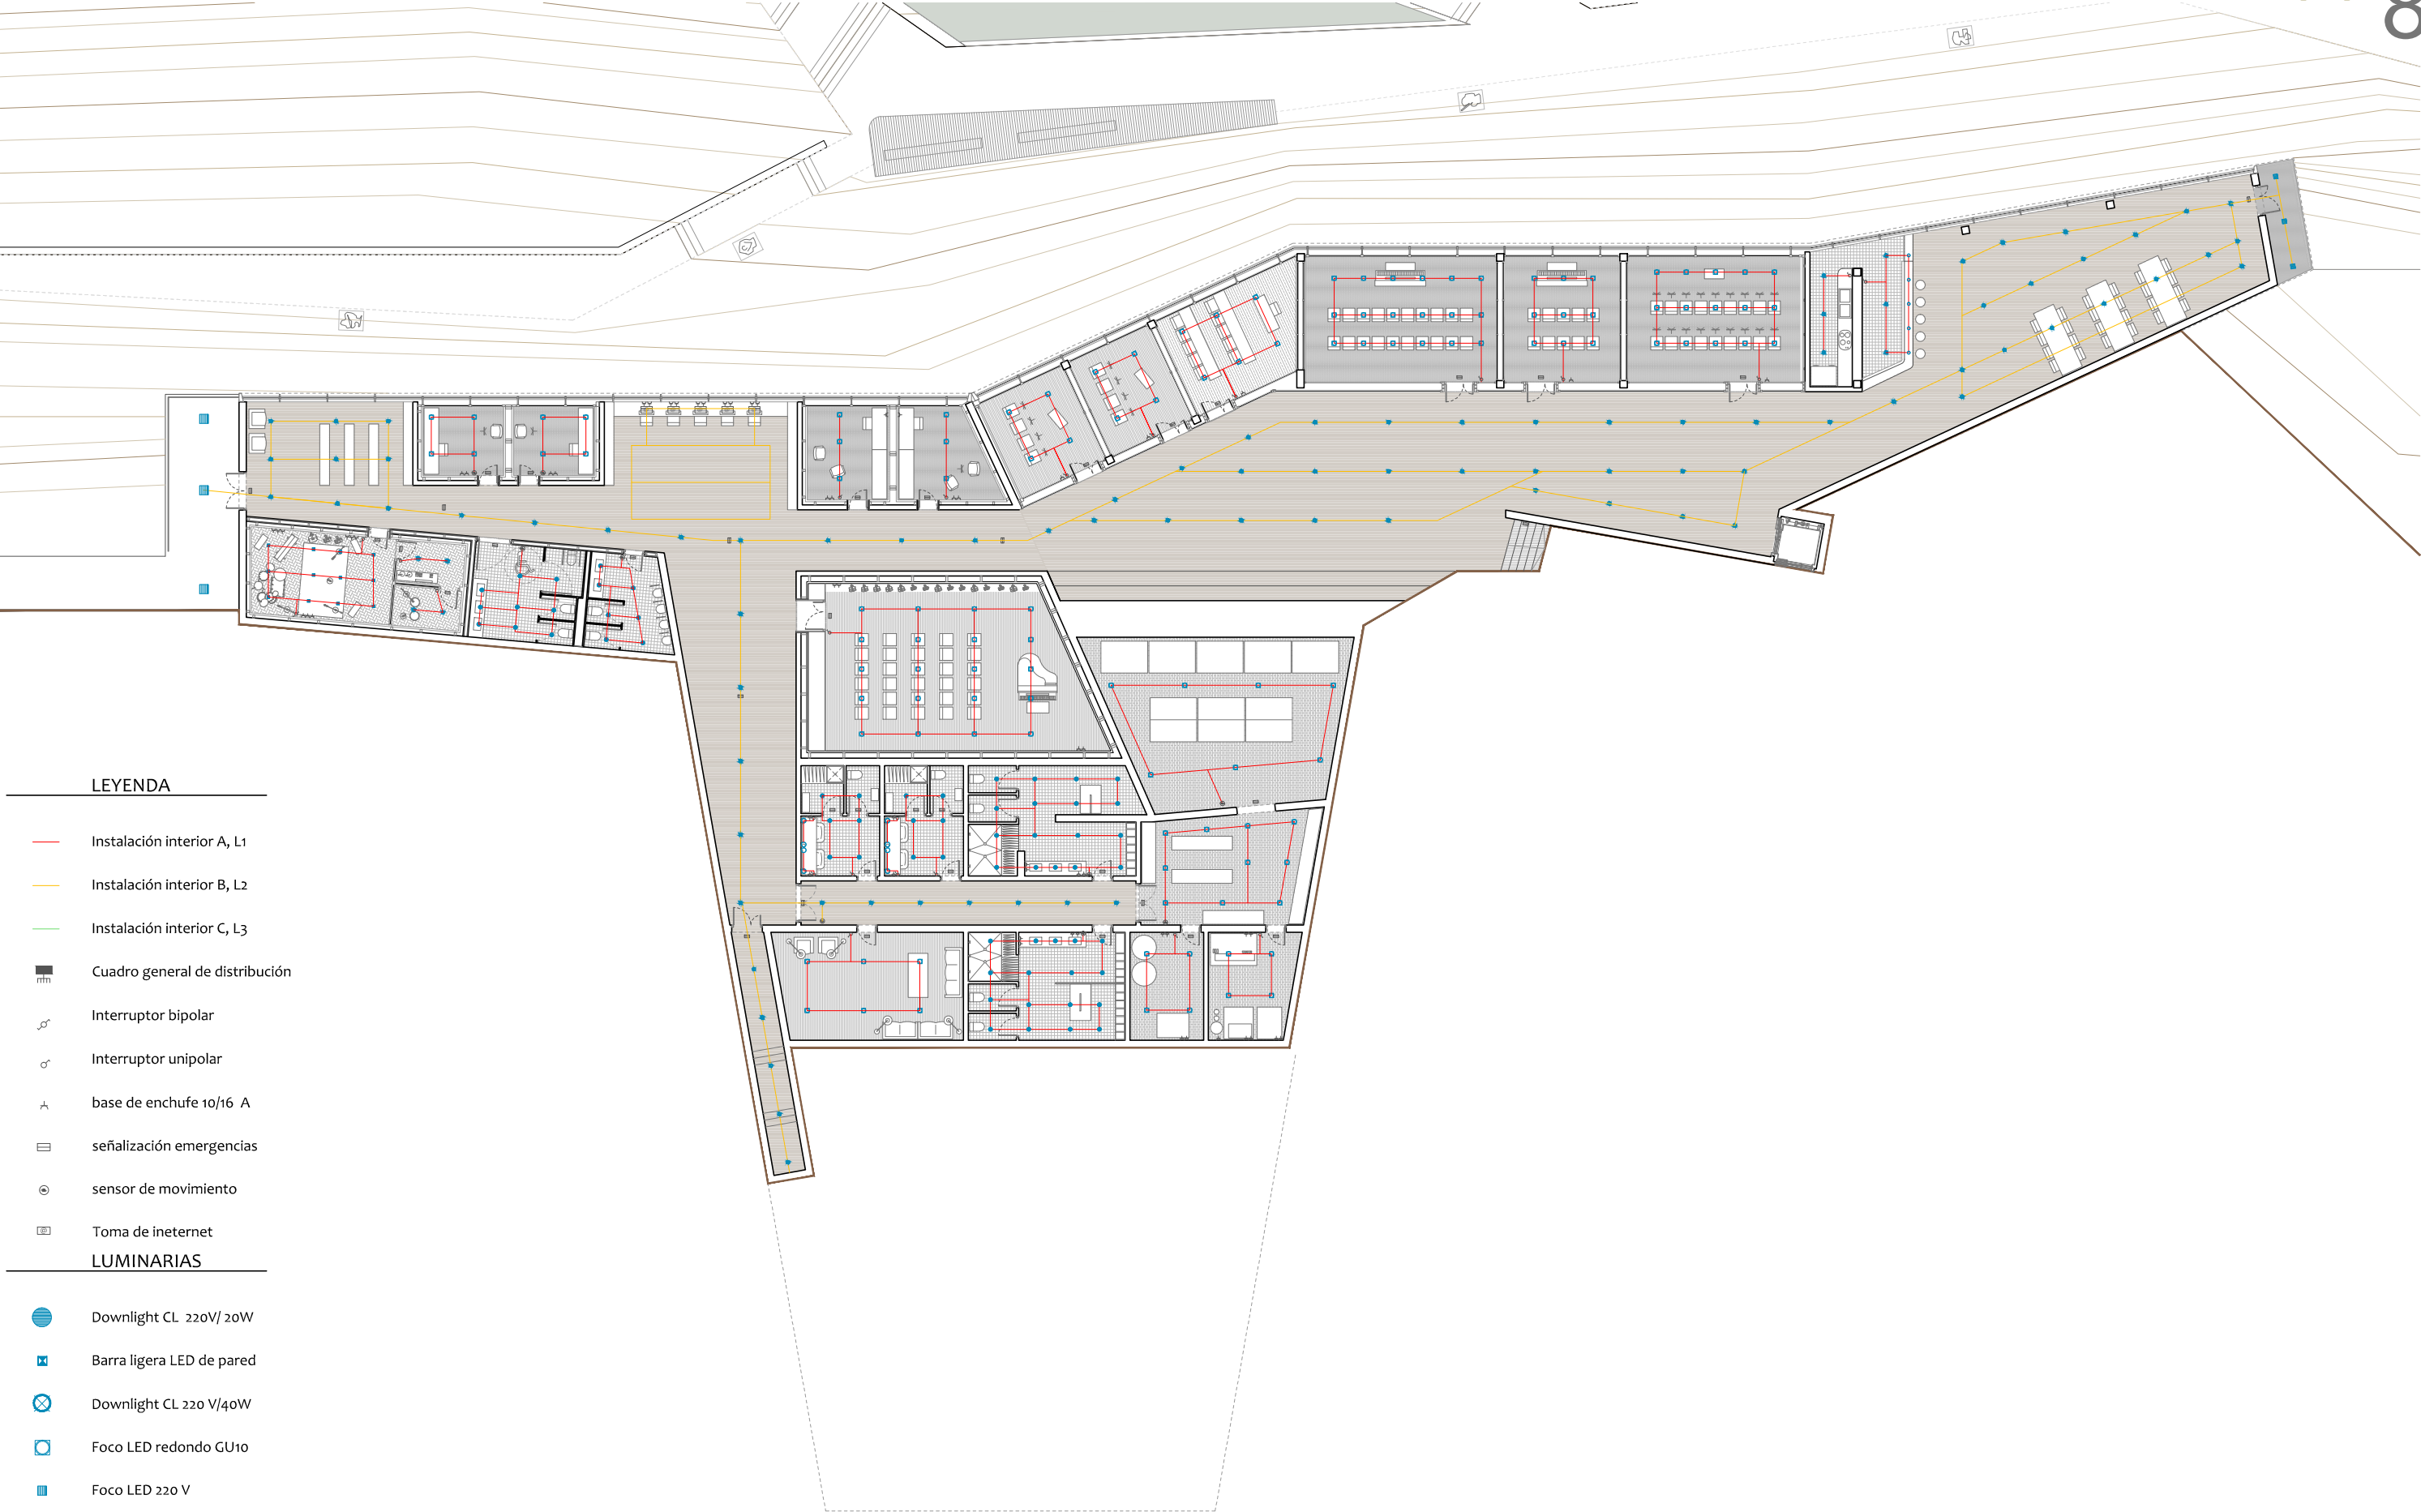 8
LEYENDA
Instalación interior A, L1
Instalación interior B, L2
Instalación interior C, L3
Cuadro general de distribución
Interruptor bipolar
Interruptor unipolar
base de enchufe 10/16 A
señalización emergencias
sensor de movimiento
Toma de ineternet
LUMINARIAS
Downlight CL 220V/ 20W
Barra ligera LED de pared
Downlight CL 220 V/40W
Foco LED redondo GU10
Foco LED 220 V